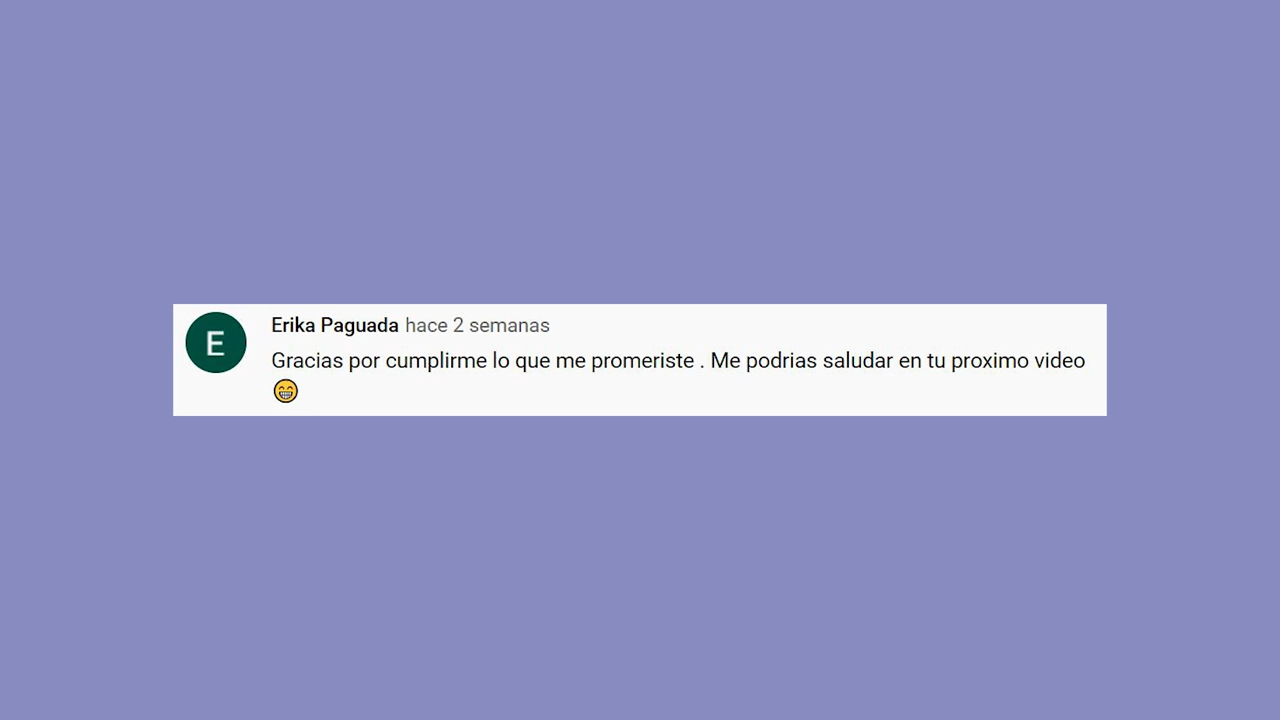 E
Erika Paguada hace 2 semanas
Gracias por cumplirme lo que me promeriste . Me podrias saludar en tu proximo video
😁